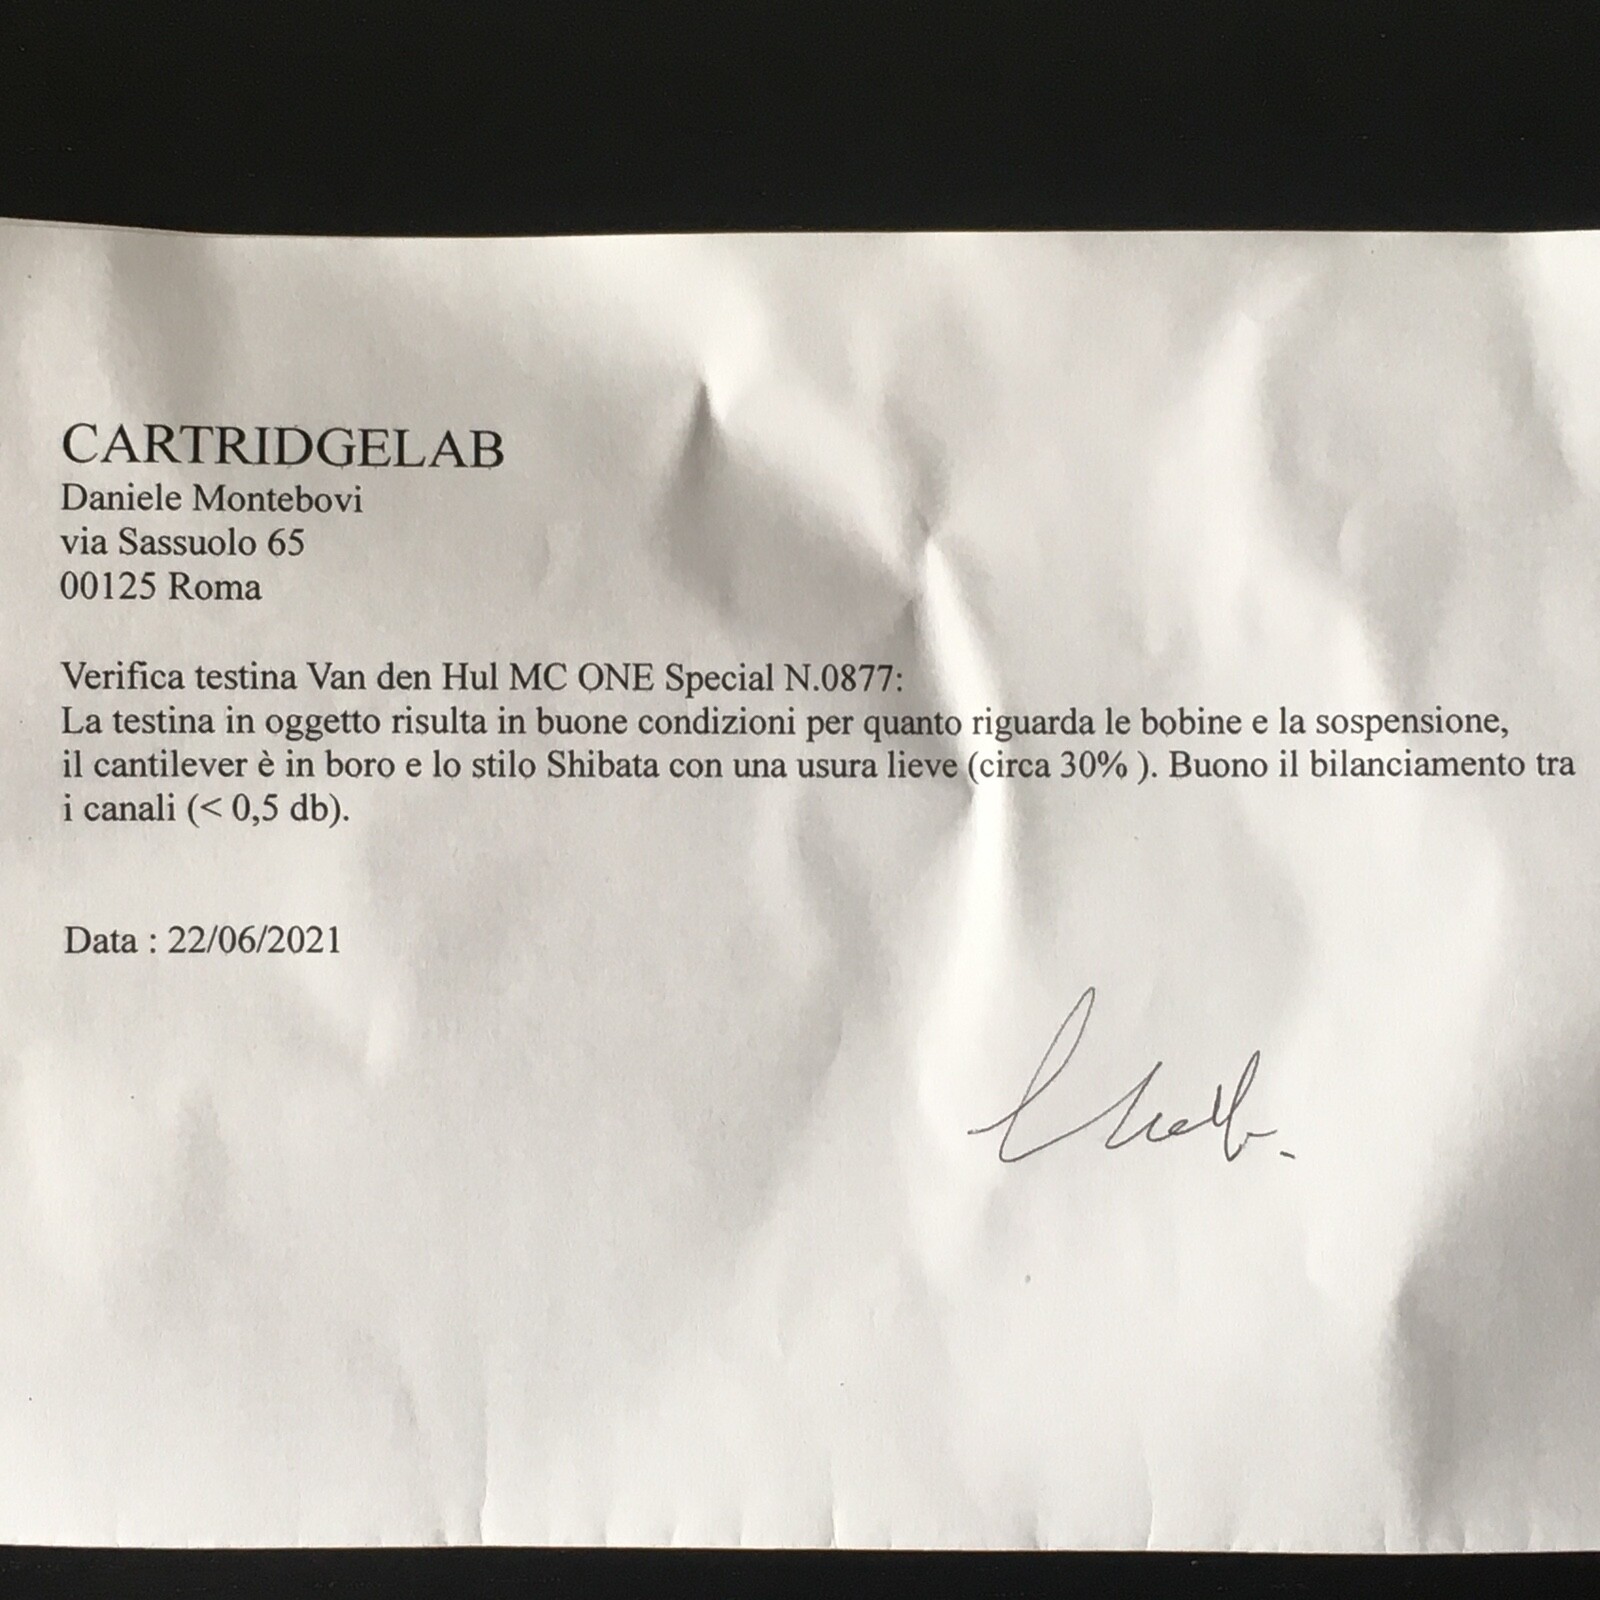 CARTRIDGELAB
Daniele Montebovi
via Sassuolo 65
00125 Roma
Verifica testina Van den Hul MC ONE Special N.0877:
La testina in oggetto risulta in buone condizioni per quanto riguarda le bobine e la sospensione,
il cantilever è in boro e lo stilo Shibata con una usura lieve (circa 30% ). Buono il bilanciamento tra
i canali (< 0,5 db).
Data : 22/06/2021